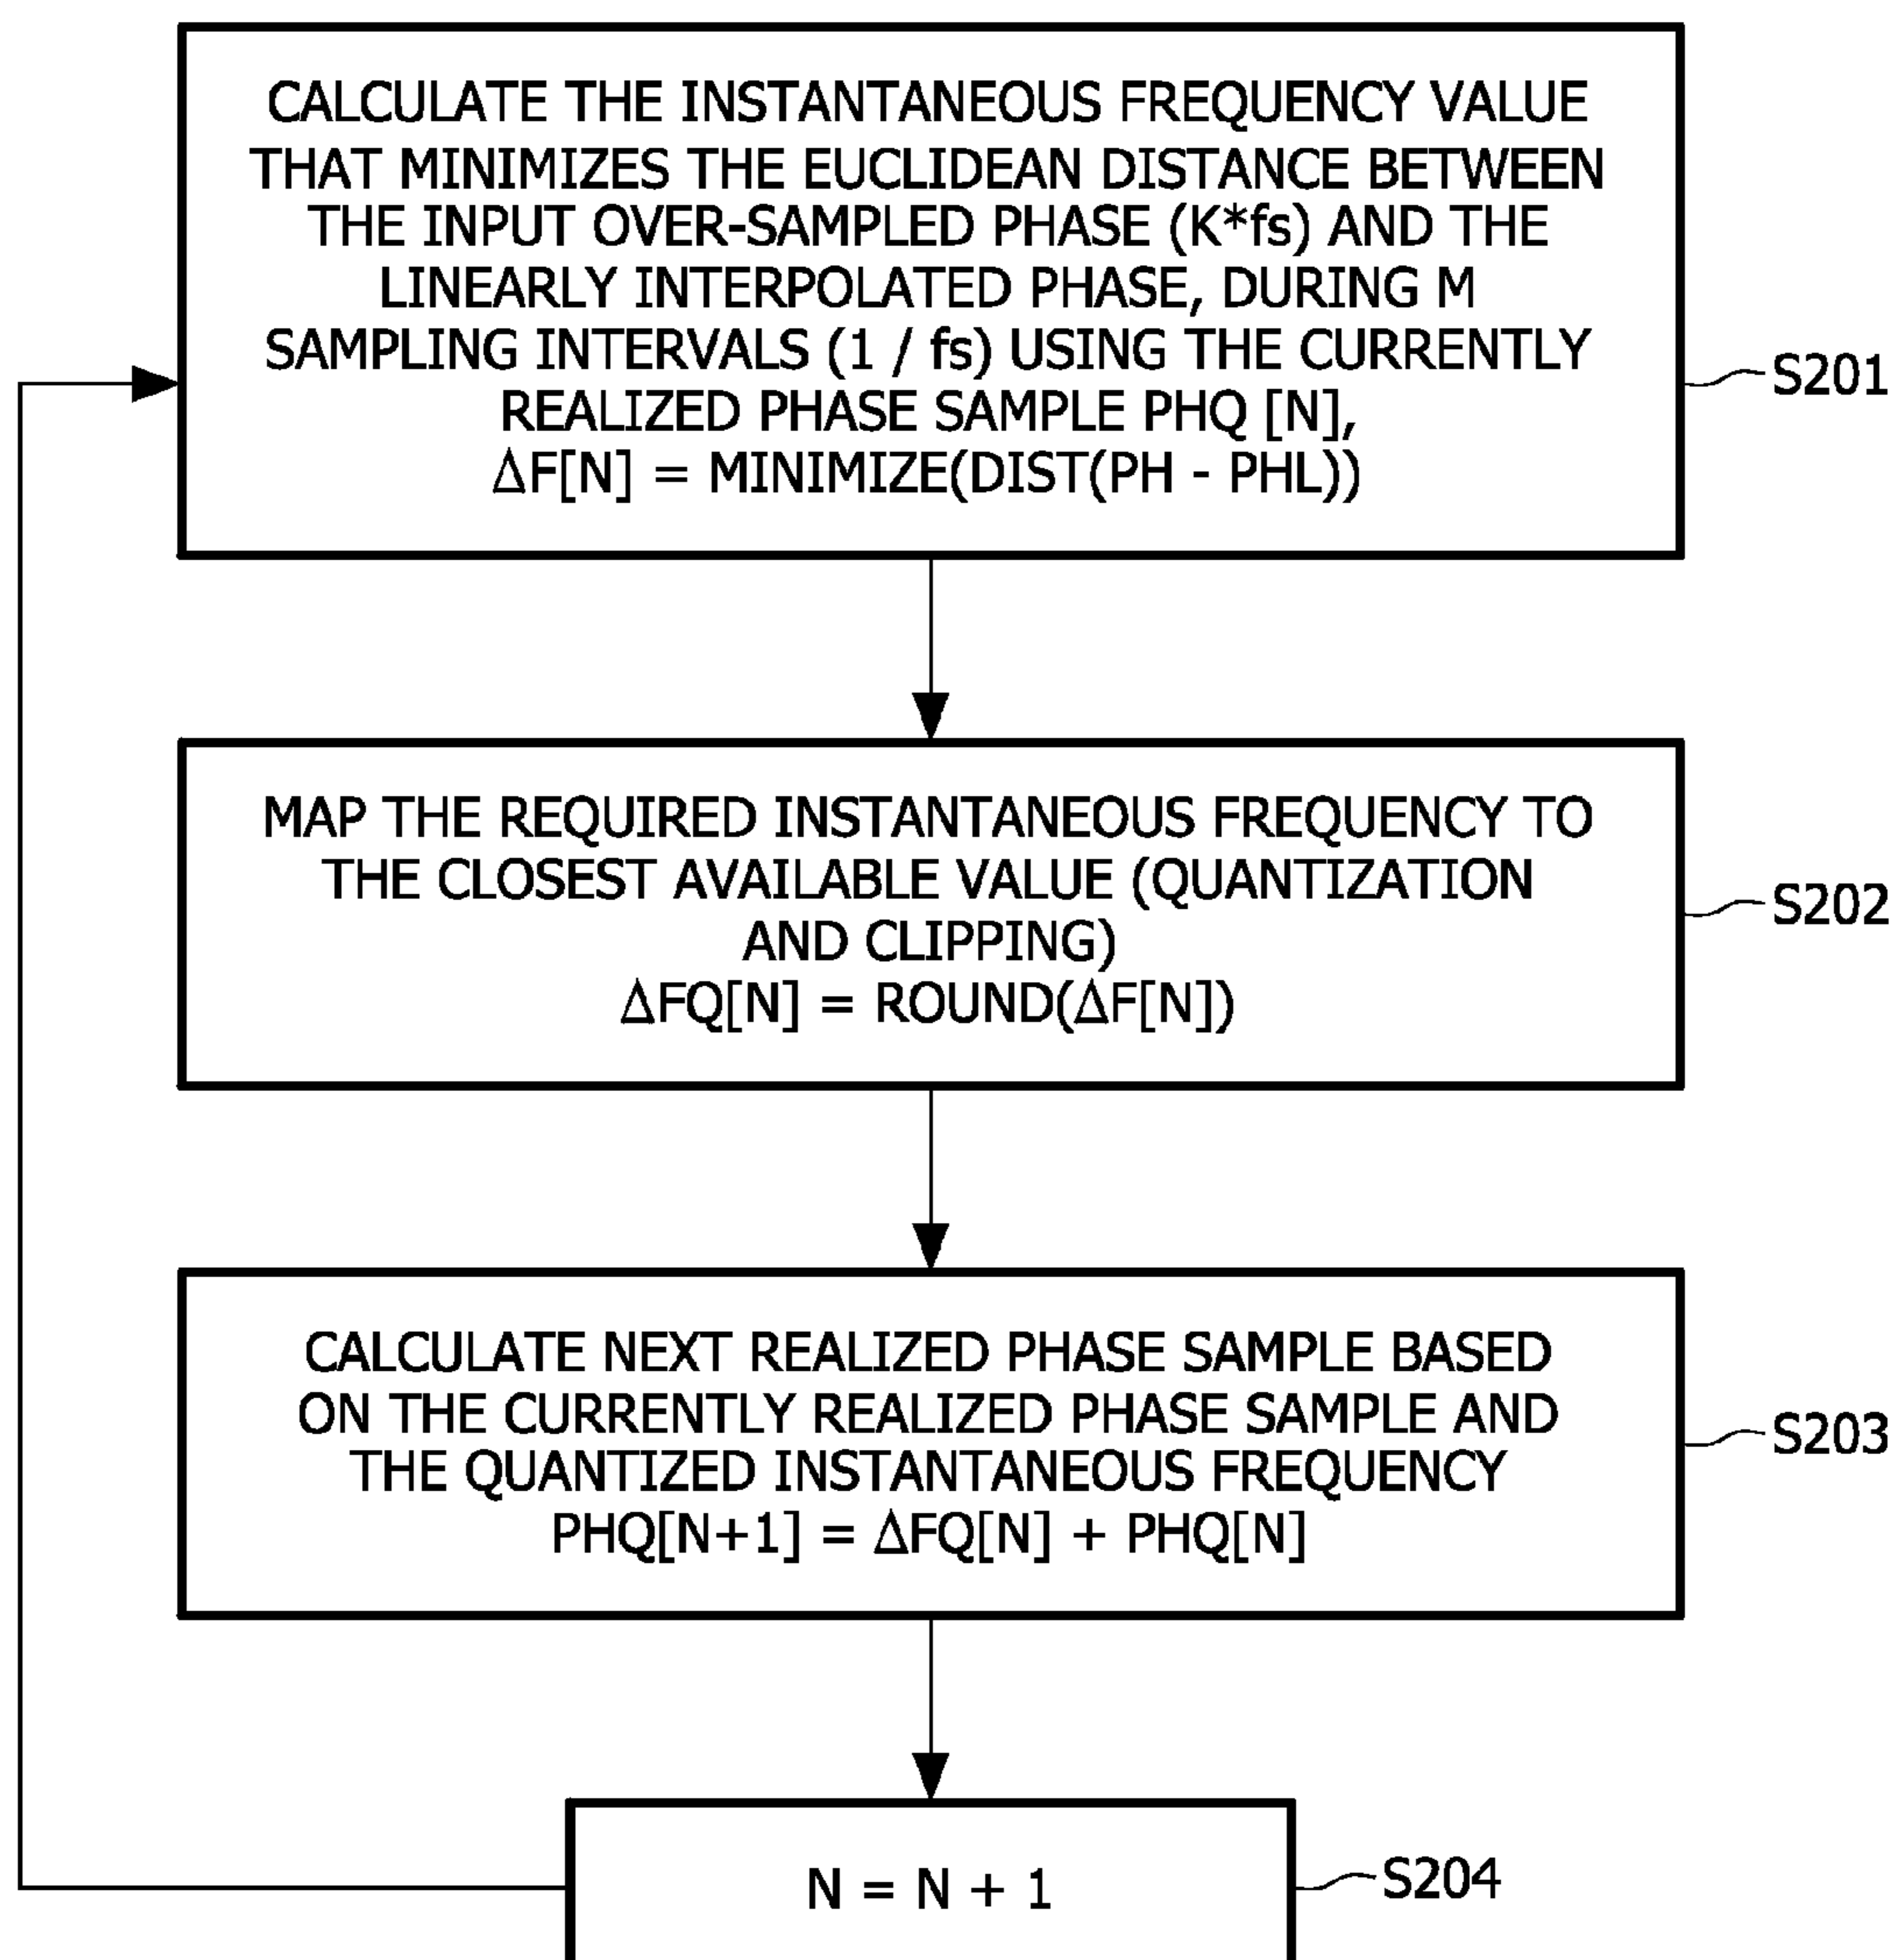 CALCULATE THE INSTANTANEOUS FREQUENCY VALUE
THAT MINIMIZES THE EUCLIDEAN DISTANCE BETWEEN
THE INPUT OVER-SAMPLED PHASE (K*fs) AND THE
LINEARLY INTERPOLATED PHASE, DURING M
SAMPLING INTERVALS (1 / fs) USING THE CURRENTLY
REALIZED PHASE SAMPLE PHQ [N],
ΔF[N] = MINIMIZE(DIST(PH - PHL))
S201
MAP THE REQUIRED INSTANTANEOUS FREQUENCY TO
THE CLOSEST AVAILABLE VALUE (QUANTIZATION
AND CLIPPING)
ΔFQ[N] = ROUND(ΔF[N])
S202
CALCULATE NEXT REALIZED PHASE SAMPLE BASED
ON THE CURRENTLY REALIZED PHASE SAMPLE AND
THE QUANTIZED INSTANTANEOUS FREQUENCY
PHQ[N+1] = ΔFQ[N] + PHQ[N]
S203
N = N + 1
S204